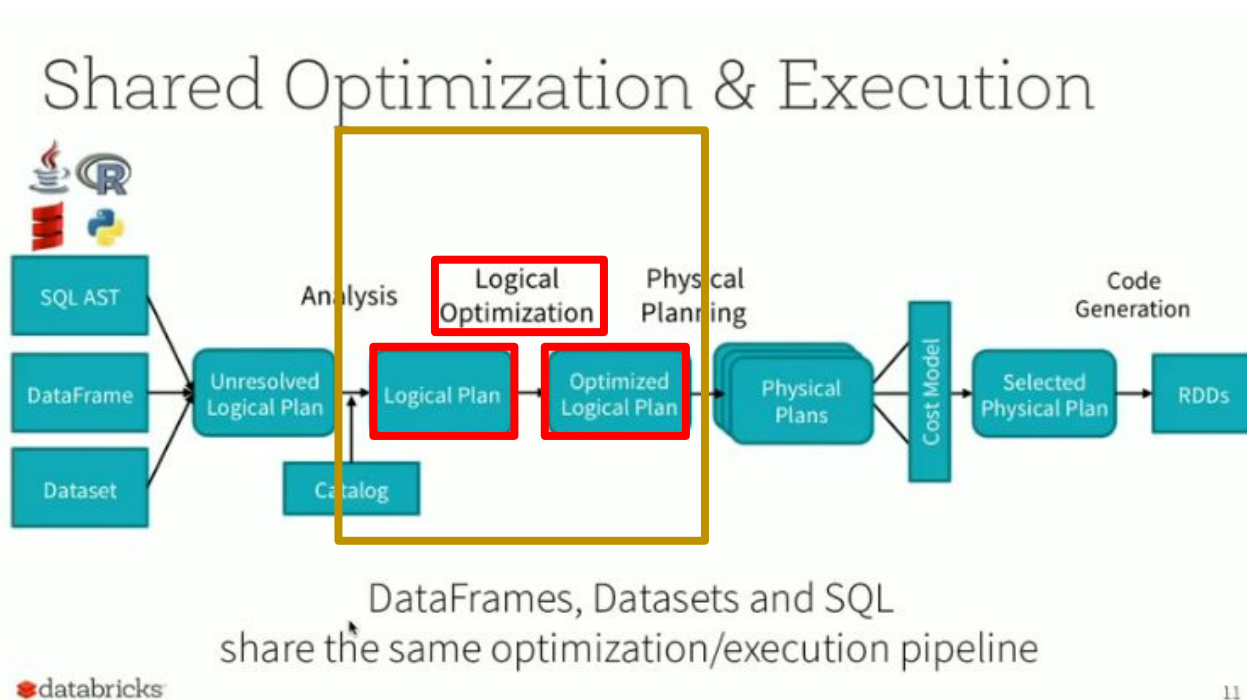 Shared Optimization & Execution
R
SQL AST
DataFrame
Dataset
Unresolved
Logical Plan
Analysis
Catalog
Logical Plan
Logical
Optimization
Optimized
Logical Plan
Physical
Planning
Physical
Plans
Cost Model
Selected
Physical Plan
Code
Generation
RDDs
DataFrames, Datasets and SQL
share the same optimization/execution pipeline
databricks
11